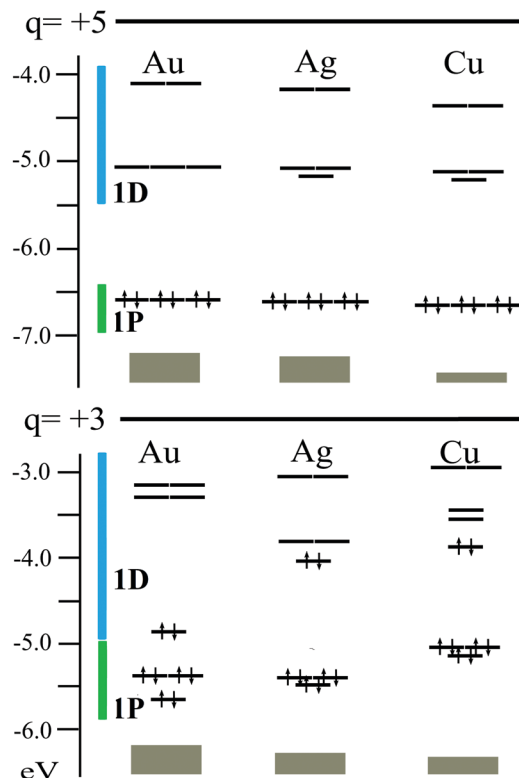 q= +5
Au Ag Cu
-4.0
-5.0
1D
-6.0
1P
-7.0
q= +3
Au Ag Cu
-3.0
-4.0
1D
-5.0
1P
-6.0
eV